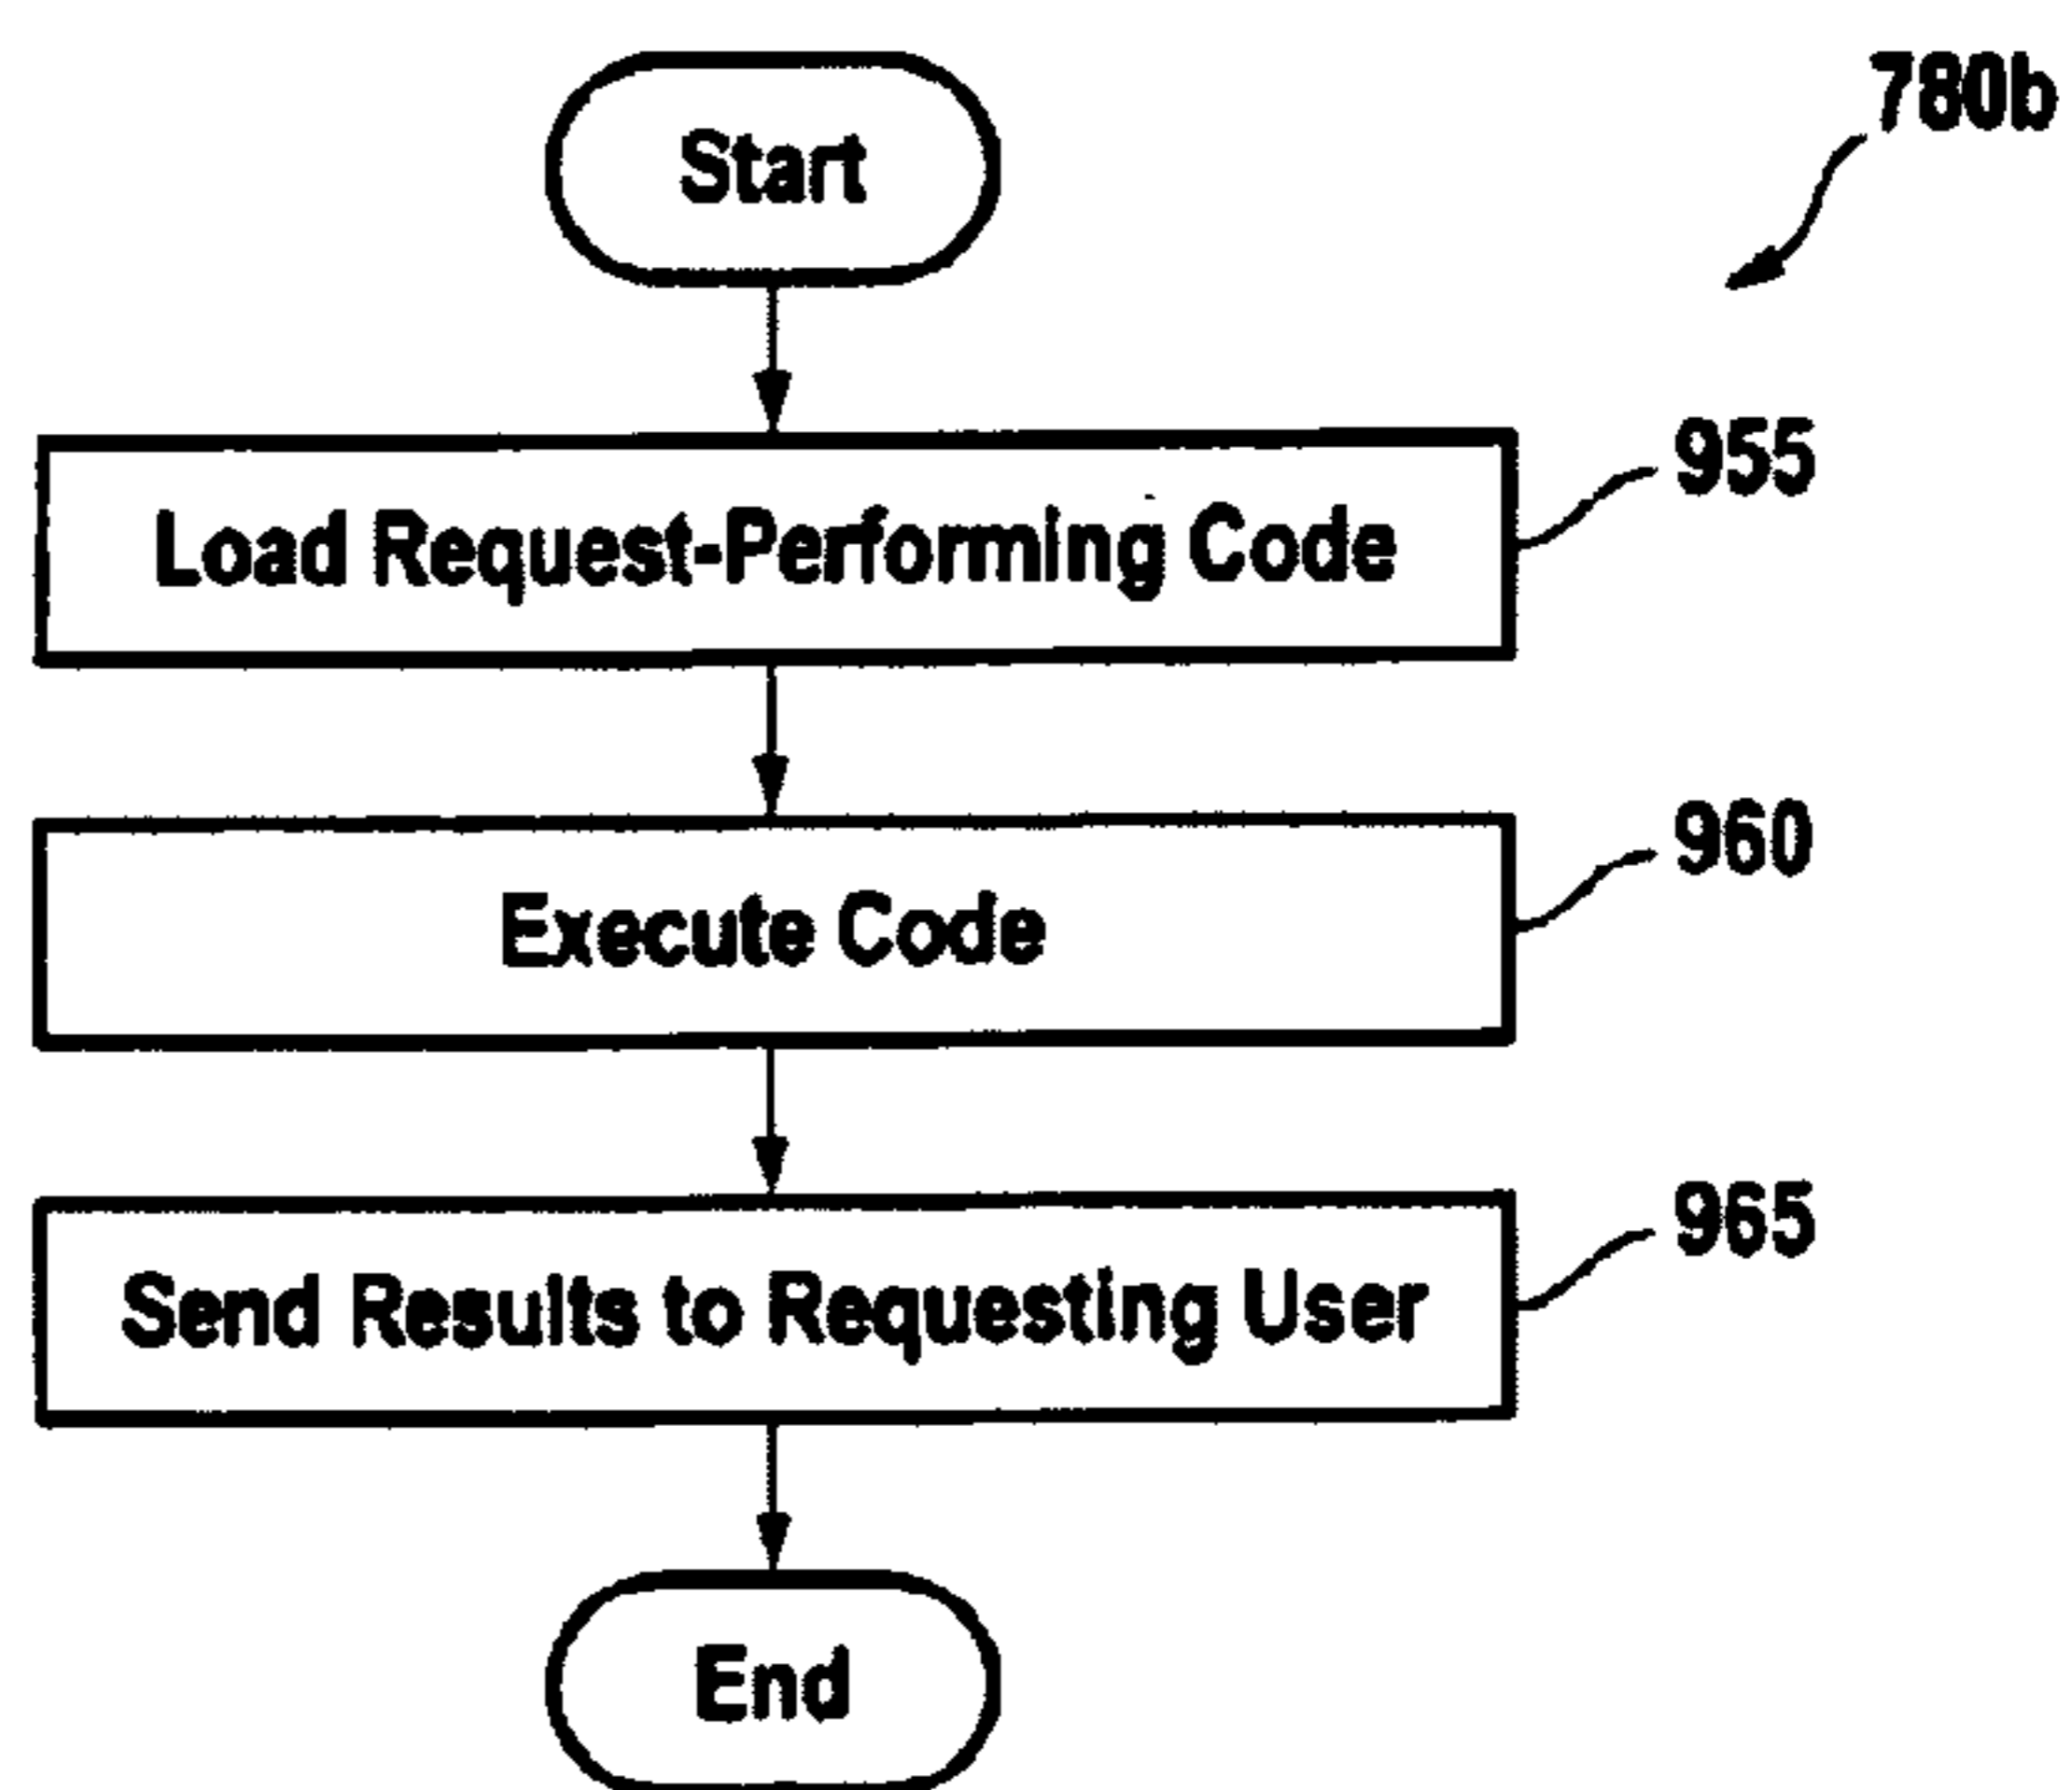 780b
Start
Load Request-Performing Code
955
Execute Code
960
Send Results to Requesting User
965
End